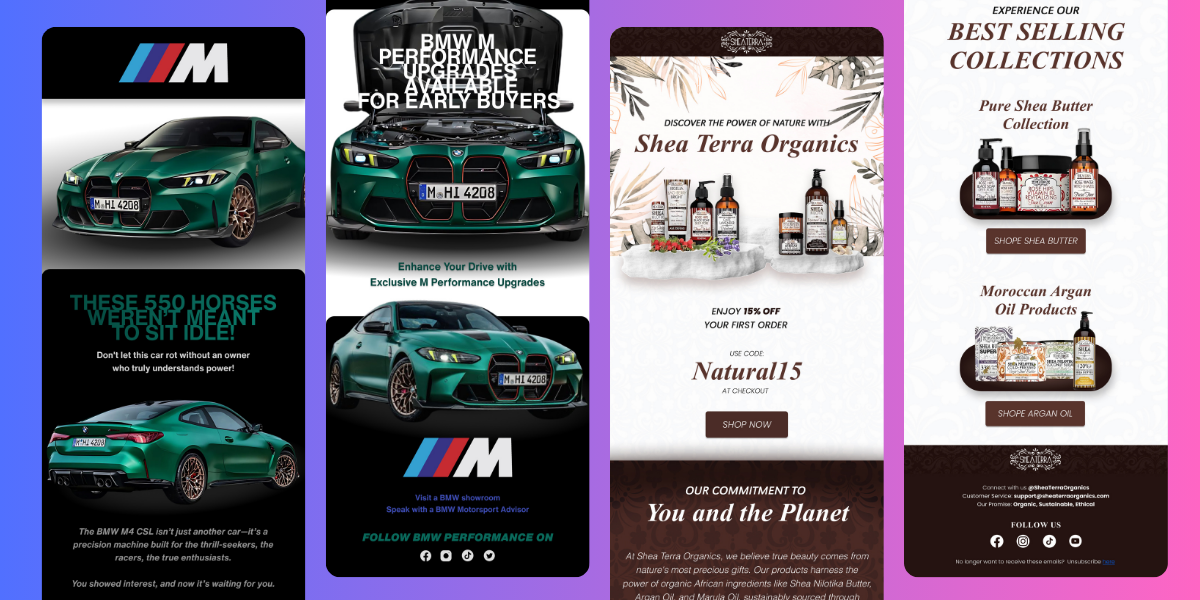 M
M HI 4208
THESE 550 HORSES
WEREN'T MEANT
TO SIT IDLE!
Don't let this car rot without an owner
who truly understands power!
M HI 4208
The BMW M4 CSL isn't just another car—it's a
precision machine built for the thrill-seekers, the
racers, the true enthusiasts.
You showed interest, and now it's waiting for you.
BMW M
PERFORMANCE
UPGRADES
AVAILABLE
FOR EARLY BUYERS
M HI 4208
Enhance Your Drive with
Exclusive M Performance Upgrades
M HI 4208
M
Visit a BMW showroom
Speak with a BMW Motorsport Advisor
FOLLOW BMW PERFORMANCE ON
SHEATERRA
DISCOVER THE POWER OF NATURE WITH
Shea Terra Organics
ENJOY 15% OFF
YOUR FIRST ORDER
USE CODE:
Natural15
AT CHECKOUT
SHOP NOW
OUR COMMITMENT TO
You and the Planet
At Shea Terra Organics, we believe true beauty comes from
nature's most precious gifts. Our products harness the
power of organic African ingredients like Shea Nilotika Butter,
Argan Oil, and Marula Oil, sustainably sourced through
EXPERIENCE OUR
BEST SELLING
COLLECTIONS
Pure Shea Butter
Collection
SHOPE SHEA BUTTER
Moroccan Argan
Oil Products
SHOPE ARGAN OIL
SHEATERRA
Connect with us @SheaTerraOrganics
Customer Service: support@sheaterraorganics.com
Our Promise: Organic, Sustainable, Ethical
FOLLOW US
No longer want to receive these emails? Unsubscribe here